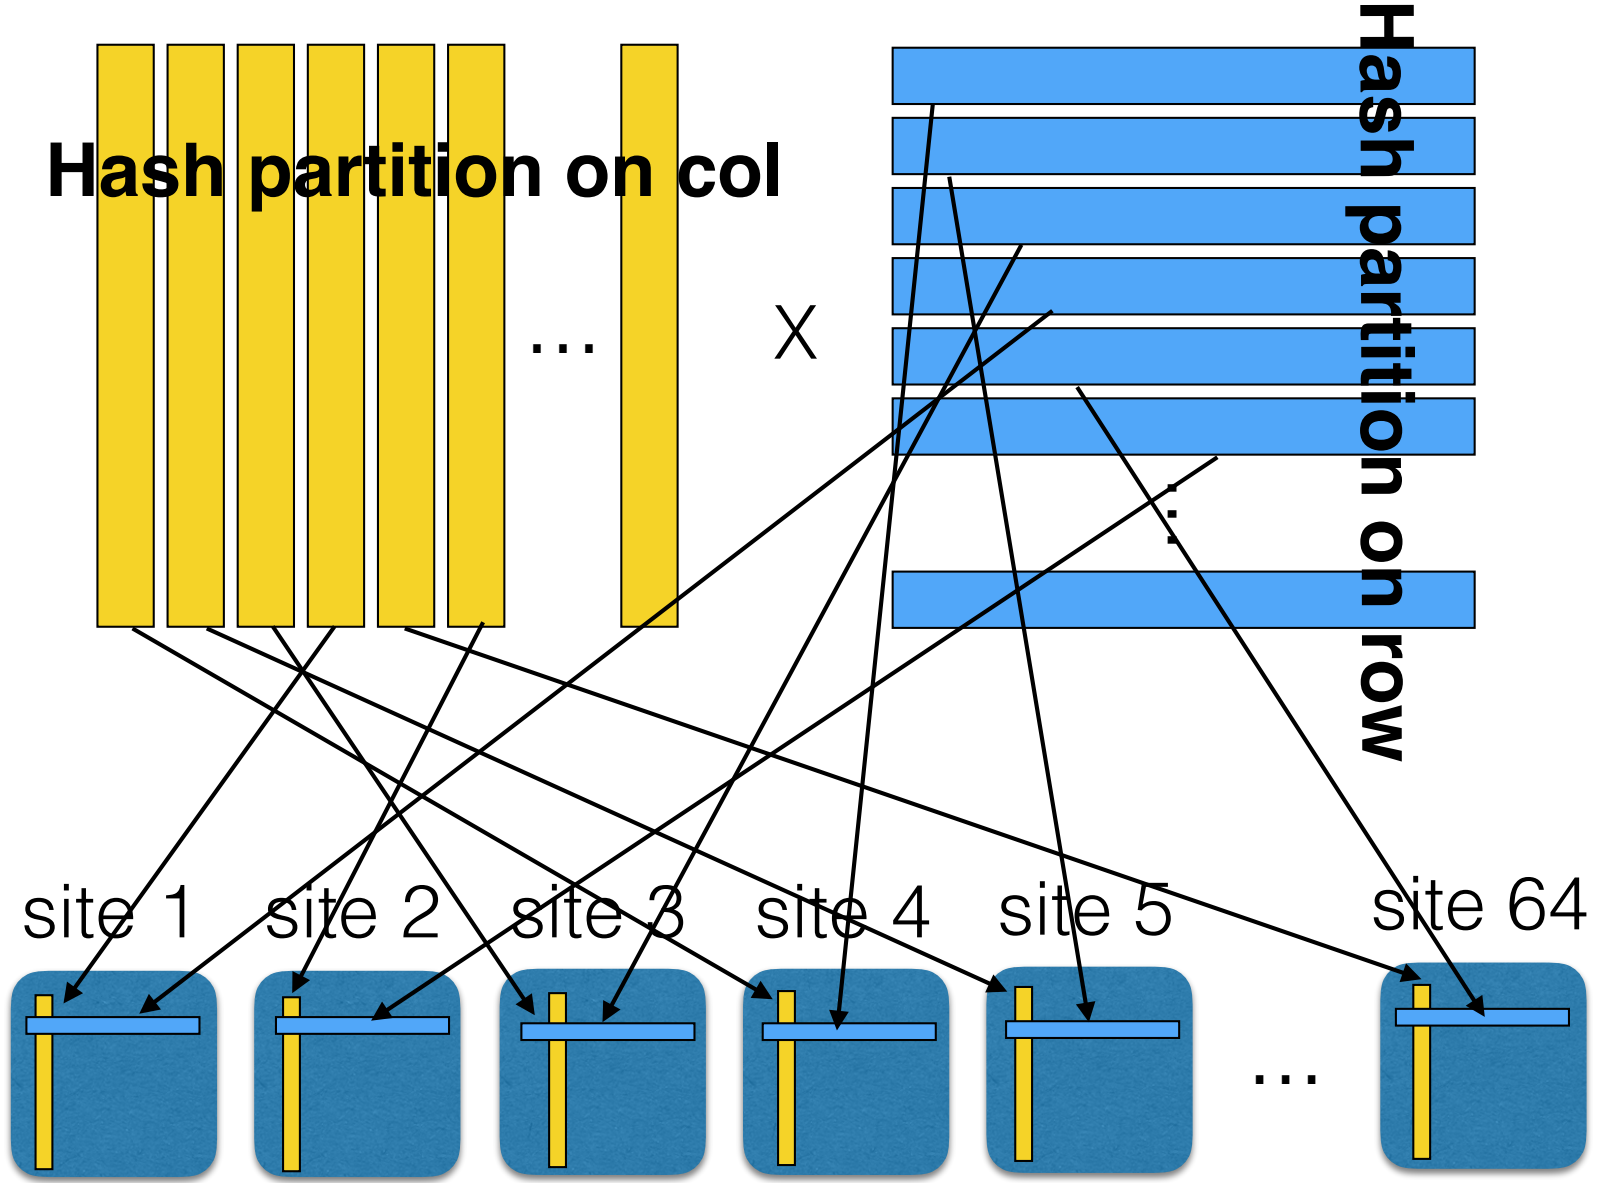 Hash partition on col
Hash partition on row
…
X
…
site 1
site 2
site 3
site 4
site 5
site 64
…